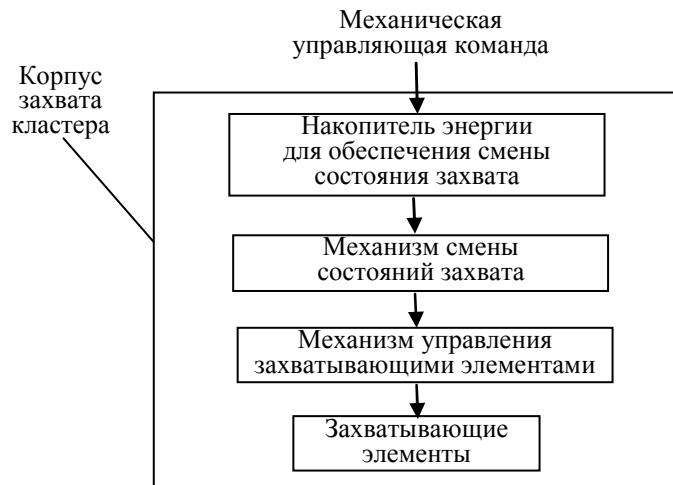 Механическая
управляющая команда
Корпус
захвата
кластера
Накопитель энергии
для обеспечения смены
состояния захвата
Механизм смены
состояний захвата
Механизм управления
захватывающими элементами
Захватывающие
элементы